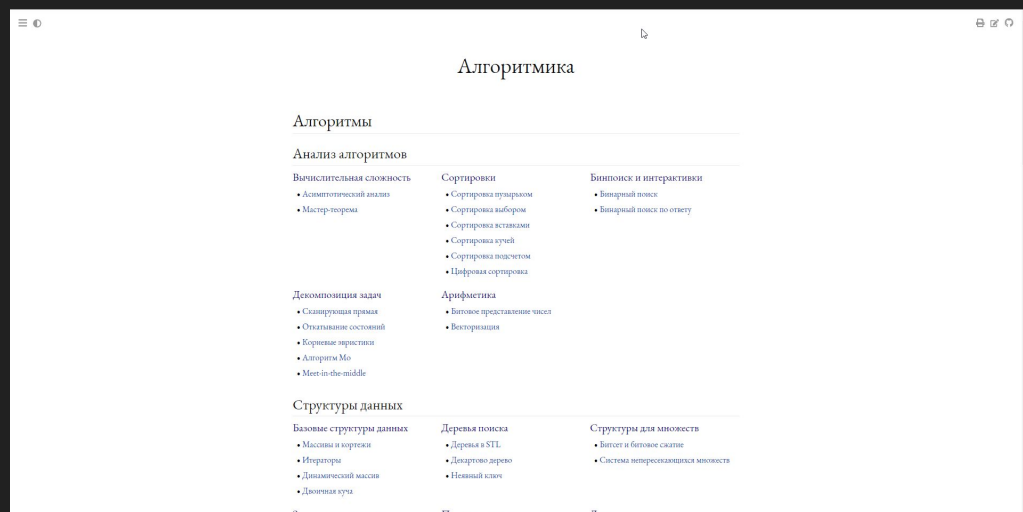 Алгоритмика
Алгоритмы
Анализ алгоритмов
Вычислительная сложность
• Асимптотический анализ
• Мастер-теорема
Сортировки
• Сортировка пузырьком
• Сортировка выбором
• Сортировка вставками
• Сортировка кучей
• Сортировка подсчетом
• Цифровая сортировка
Бинпоиск и интерактивки
• Бинарный поиск
• Бинарный поиск по ответу
Декомпозиция задач
• Сканирующая прямая
• Откатывание состояний
• Корневые эвристики
• Алгоритм Мо
• Meet-in-the-middle
Арифметика
• Битовое представление чисел
• Векторизация
Структуры данных
Базовые структуры данных
• Массивы и кортежи
• Итераторы
• Динамический массив
• Двоичная куча
Деревья поиска
• Деревья в STL
• Декартово дерево
• Неявный ключ
Структуры для множеств
• Битсет и битовое сжатие
• Система непересекающихся множеств